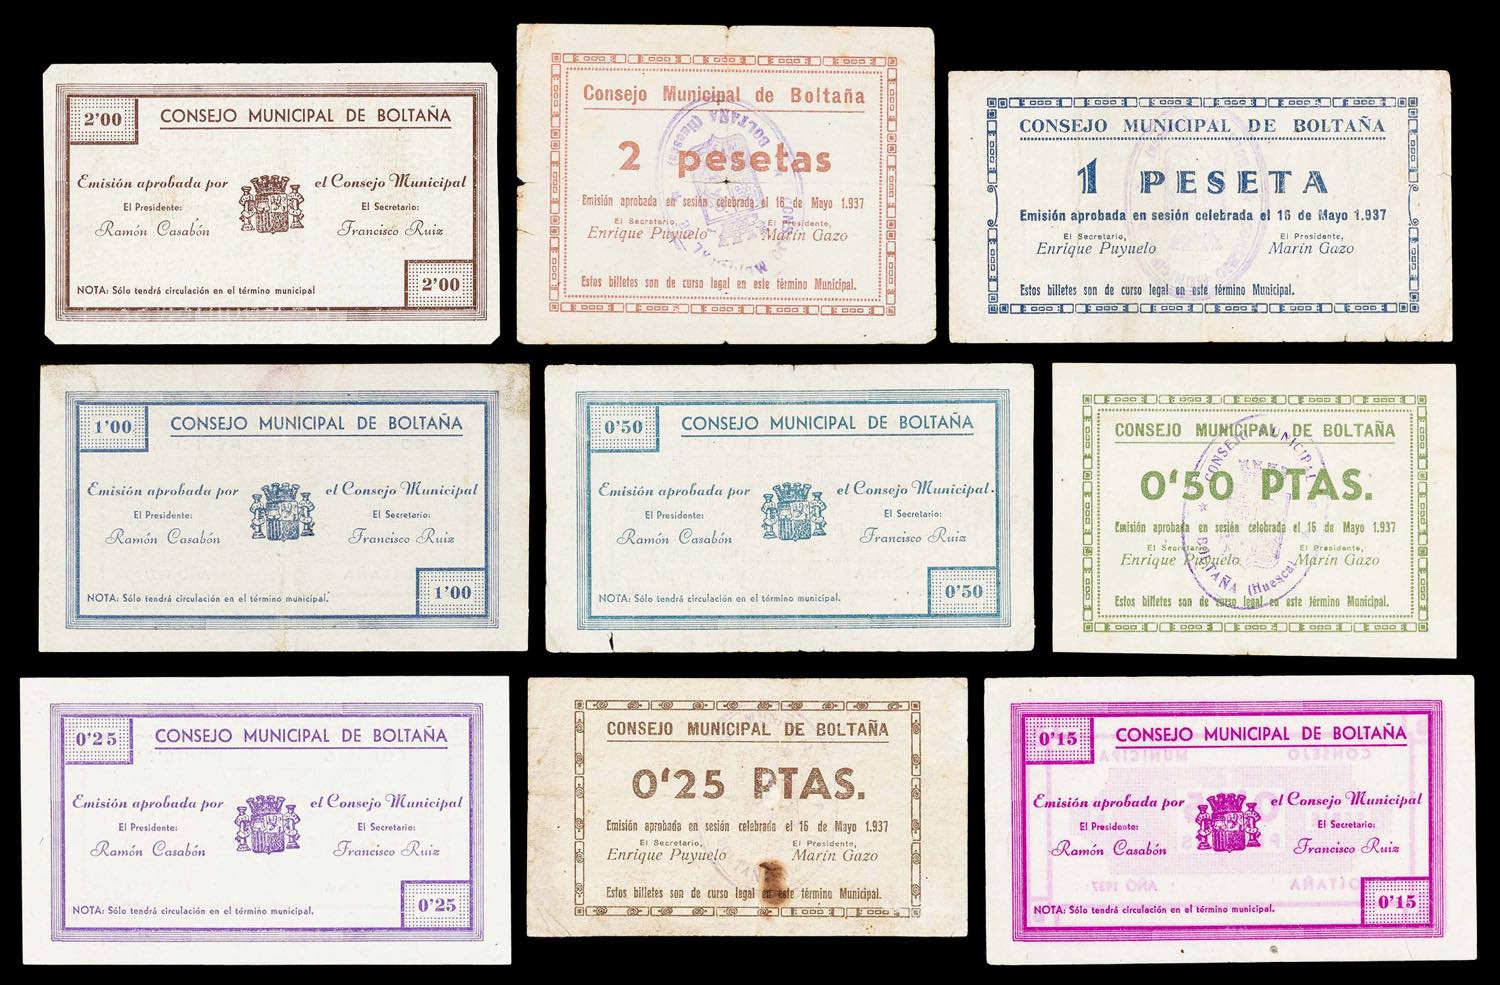 2'00
CONSEJO MUNICIPAL DE BOLTAÑA
Emisión aprobada por el Consejo Municipal
El Presidente: El Secretario:
Ramón Casabón Francisco Ruiz
NOTA: Sólo tendrá circulación en el término municipal
2'00
Consejo Municipal de Boltaña
2 pesetas
Emisión aprobada en sesión celebrada el 16 de Mayo 1.937
El Secretario, El Presidente,
Enrique Puyuelo Marín Gazo
Estos billetes son de curso legal en este término Municipal.
CONSEJO MUNICIPAL
BOLTAÑA (Huesca)
CONSEJO MUNICIPAL DE BOLTAÑA
1 PESETA
Emisión aprobada en sesión celebrada el 16 de Mayo 1.937
El Secretario, El Presidente,
Enrique Puyuelo Marín Gazo
Estos billetes son de curso legal en este término Municipal.
1'00
CONSEJO MUNICIPAL DE BOLTAÑA
Emisión aprobada por el Consejo Municipal
El Presidente: El Secretario:
Ramón Casabón Francisco Ruiz
NOTA: Sólo tendrá circulación en el término municipal.
1'00
0'50
CONSEJO MUNICIPAL DE BOLTAÑA
Emisión aprobada por el Consejo Municipal.
El Presidente: El Secretario:
Ramón Casabón Francisco Ruiz
NOTA: Sólo tendrá circulación en el término municipal.
0'50
CONSEJO MUNICIPAL DE BOLTAÑA
0'50 PTAS.
Emisión aprobada en sesión celebrada el 16 de Mayo 1.937
El Secretario, El Presidente,
Enrique Puyuelo Marín Gazo
Estos billetes son de curso legal en este término Municipal.
CONSEJO MUNICIPAL DE
BOLTAÑA (Huesca)
0'25
CONSEJO MUNICIPAL DE BOLTAÑA
Emisión aprobada por el Consejo Municipal
El Presidente: El Secretario:
Ramón Casabón Francisco Ruiz
NOTA: Sólo tendrá circulación en el término municipal.
0'25
CONSEJO MUNICIPAL DE BOLTAÑA
0'25 PTAS.
Emisión aprobada en sesión celebrada el 16 de Mayo 1.937
El Secretario, El Presidente,
Enrique Puyuelo Marín Gazo
Estos billetes son de curso legal en este término Municipal.
0'15
CONSEJO MUNICIPAL DE BOLTAÑA
Emisión aprobada por el Consejo Municipal
El Presidente: El Secretario:
Ramón Casabón Francisco Ruiz
NOTA: Sólo tendrá circulación en el término municipal.
0'15